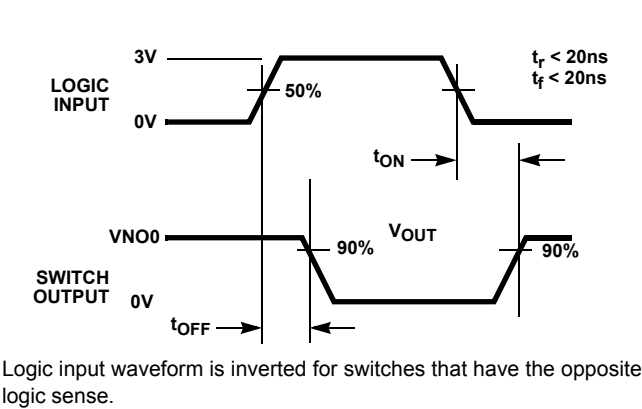 3V
LOGIC
INPUT
0V
50%
tr < 20ns
tf < 20ns
tON
VNO0
SWITCH
OUTPUT
0V
90%
VOUT
90%
tOFF
Logic input waveform is inverted for switches that have the opposite
logic sense.